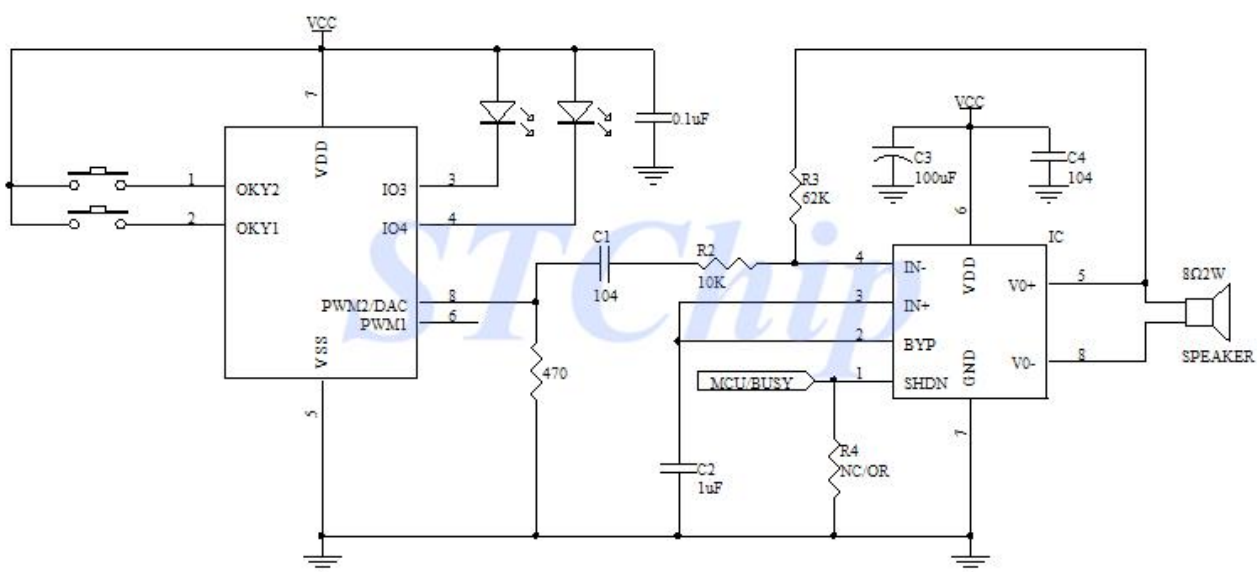 VCC
7
0.1uF
VCC
VDD
C3
100uF
C4
104
1
OKY2
IO3
3
R3
62K
2
OKY1
IO4
4
6
STChip
C1
104
R2
10K
IC
4
IN-
VDD
V0+
5
8Ω2W
PWM2/DAC
8
3
IN+
PWM1
6
2
BYP
VSS
GND
V0-
8
SPEAKER
470
MCU/BUSY
1
SHDN
5
7
R4
NC/OR
C2
1uF